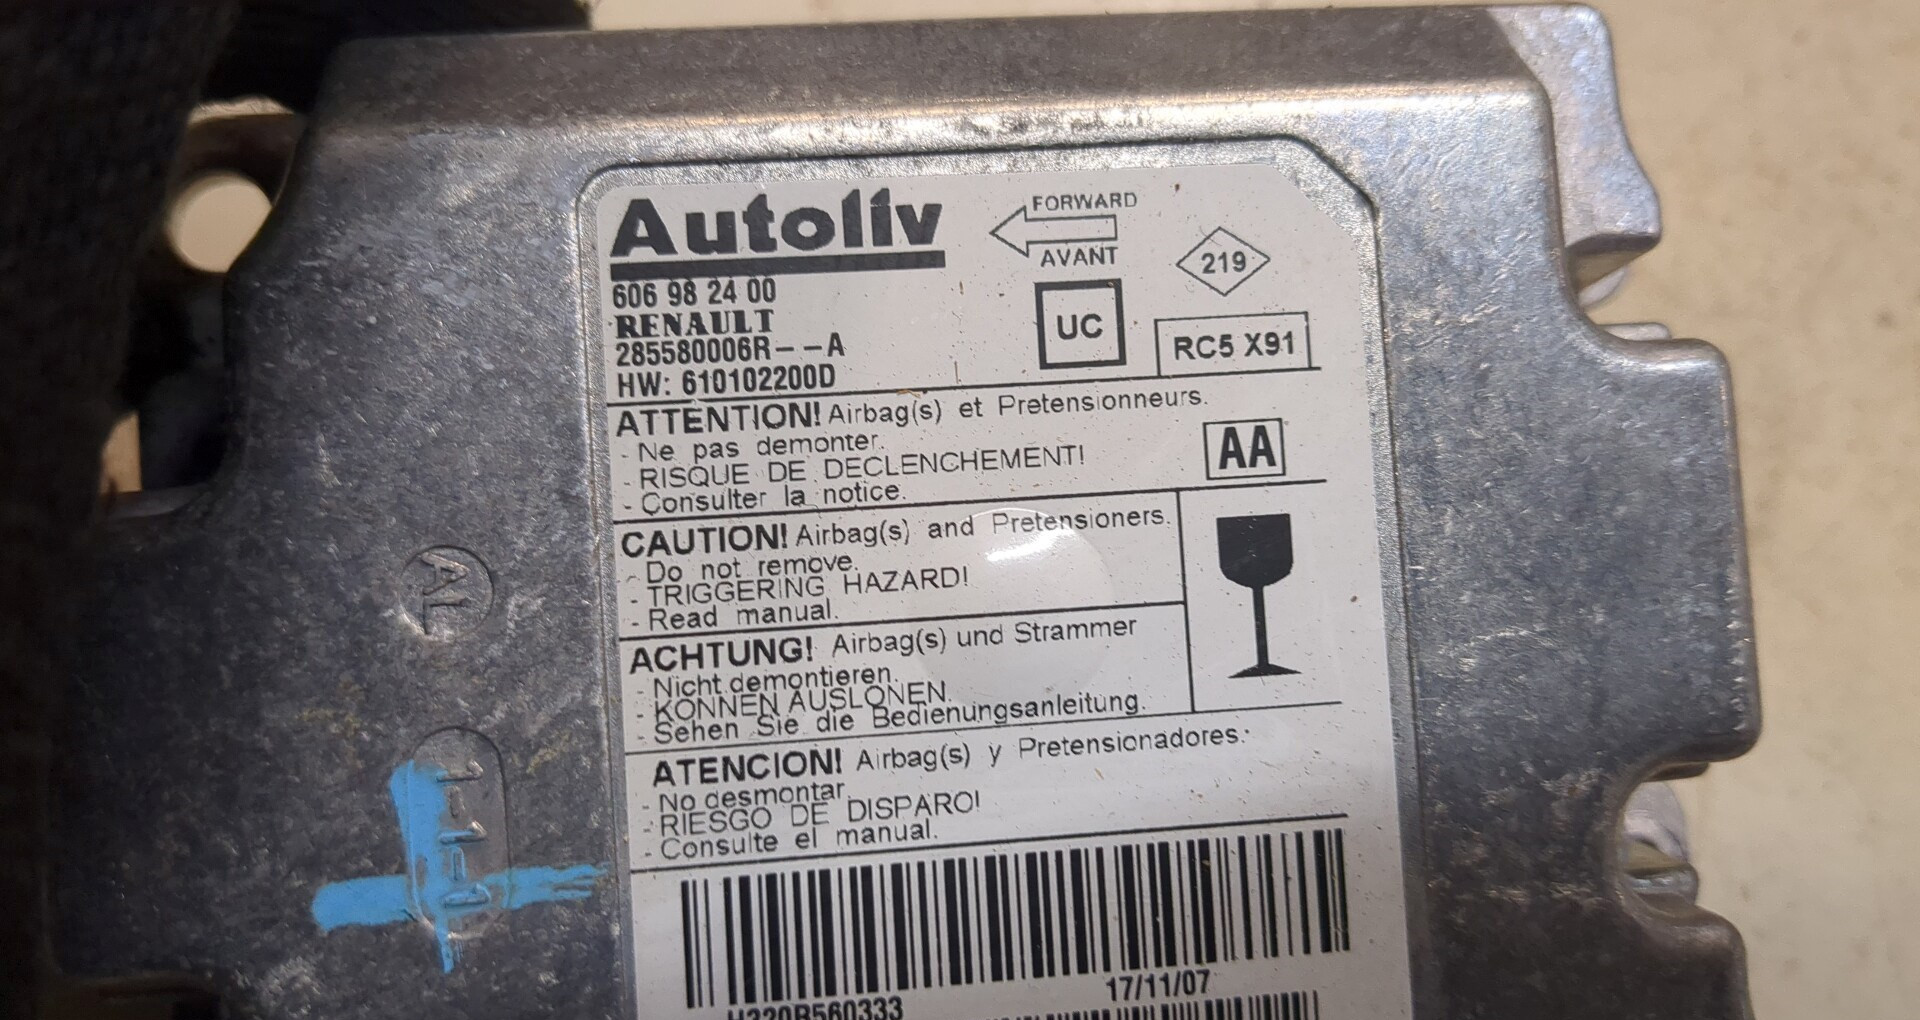 Autoliv
FORWARD
AVANT
219
606 98 2400
RENAULT
285580006R--A
HW: 610102200D
UC
RC5 X91
ATTENTION! Airbag(s) et Pretensionneurs.
- Ne pas demonter.
- RISQUE DE DECLENCHEMENT!
- Consulter la notice.
AA
CAUTION! Airbag(s) and Pretensioners.
- Do not remove.
- TRIGGERING HAZARD!
- Read manual.
ACHTUNG! Airbag(s) und Strammer
- Nicht demontieren.
- KONNEN AUSLONEN.
- Sehen Sie die Bedienungsanleitung.
ATENCION! Airbag(s) y Pretensionadores.
- No desmontar.
- RIESGO DE DISPARO!
- Consulte el manual.
17/11/07
H320R560333
AL